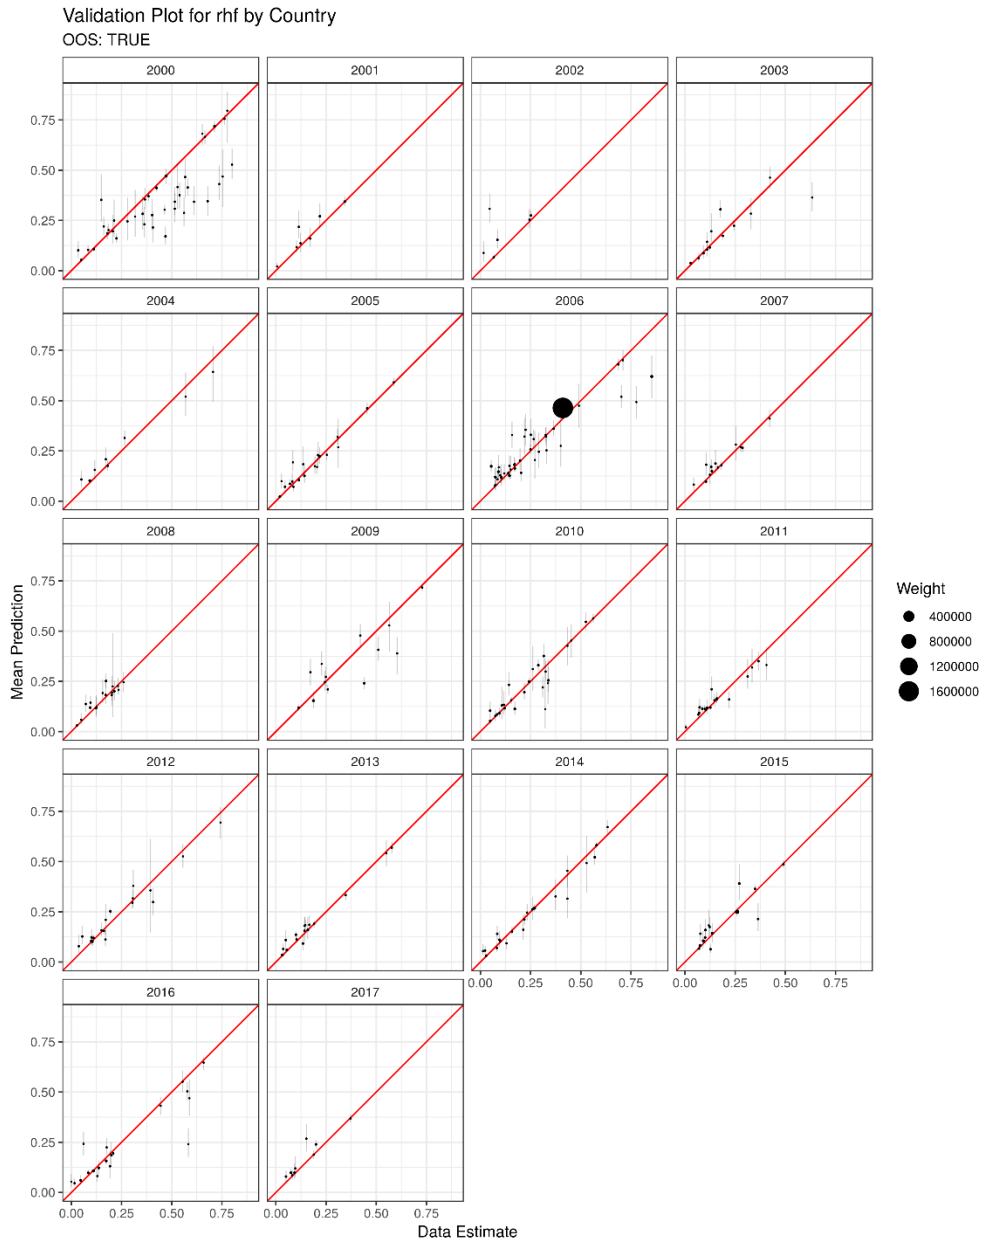 Validation Plot for rhf by Country
OOS: TRUE
2000 2001 2002 2003
0.75
0.50
0.25
0.00
2004 2005 2006 2007
0.75
0.50
0.25
0.00
2008 2009 2010 2011
0.75
0.50
0.25
0.00
2012 2013 2014 2015
0.75
0.50
0.25
0.00
0.00 0.25 0.50 0.75 0.00 0.25 0.50 0.75
2016 2017
0.75
0.50
0.25
0.00
0.00 0.25 0.50 0.75 0.00 0.25 0.50 0.75
Data Estimate
Mean Prediction
Weight
400000
800000
1200000
1600000